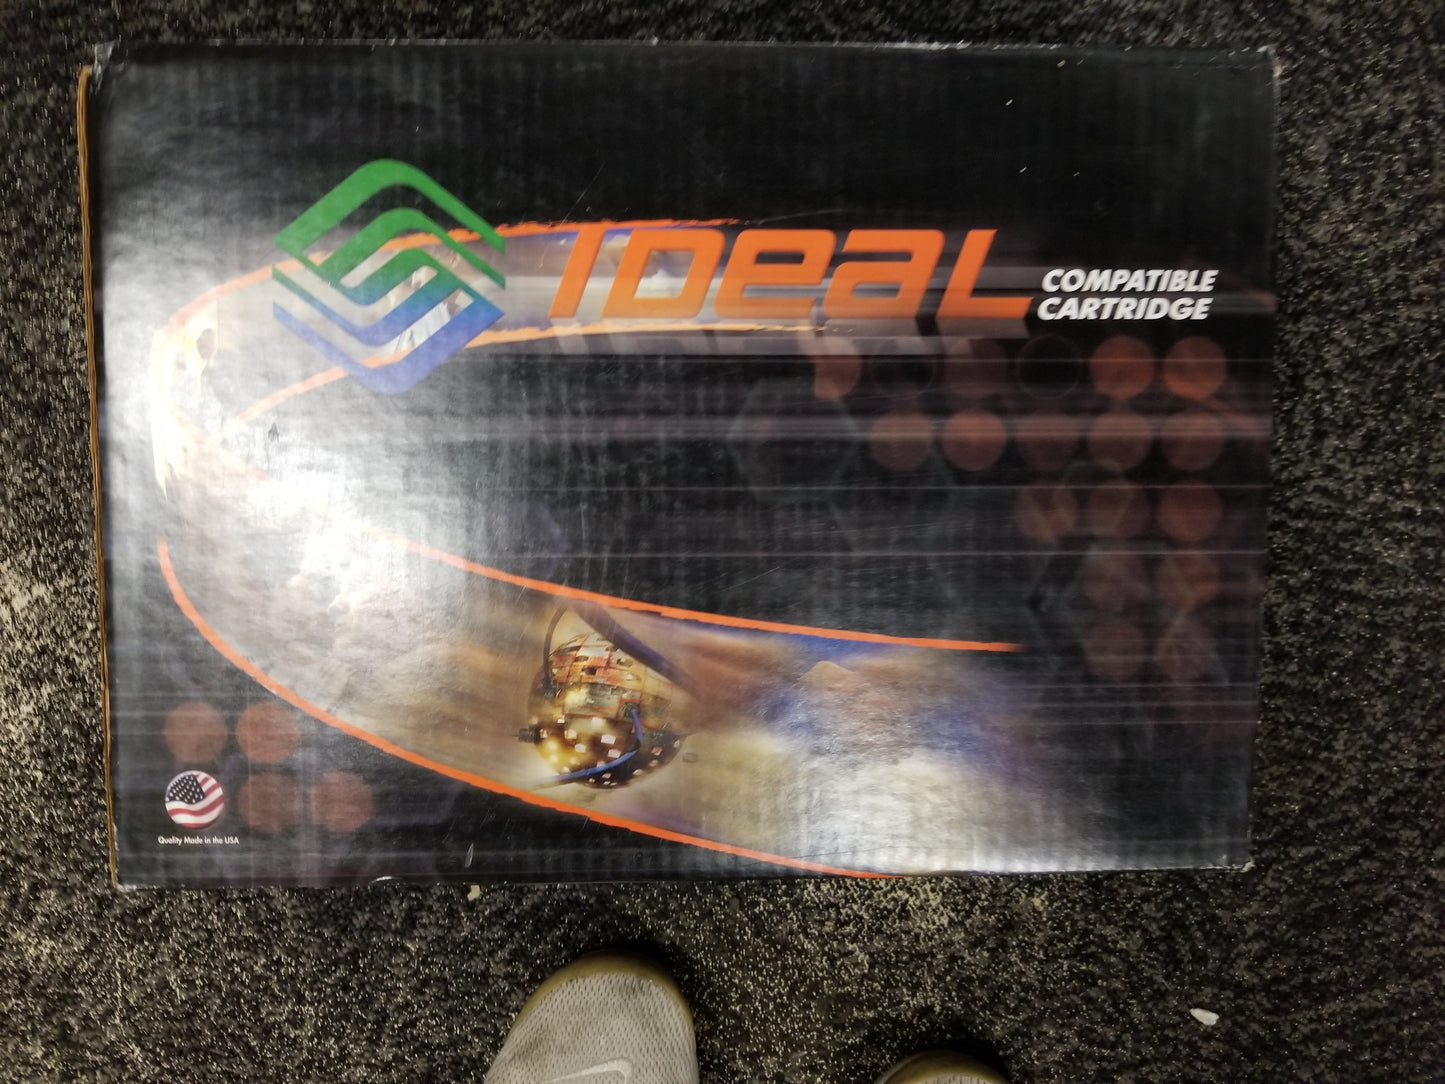 IDeaL
COMPATIBLE
CARTRIDGE
Quality Made in the USA